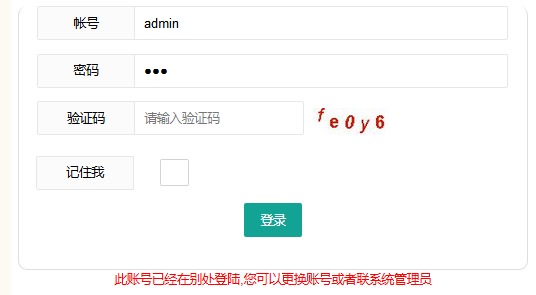 帐号 admin
密码 •••
验证码 请输入验证码 fe0y6
记住我
登录
此账号已经在别处登陆,您可以更换账号或者联系统管理员